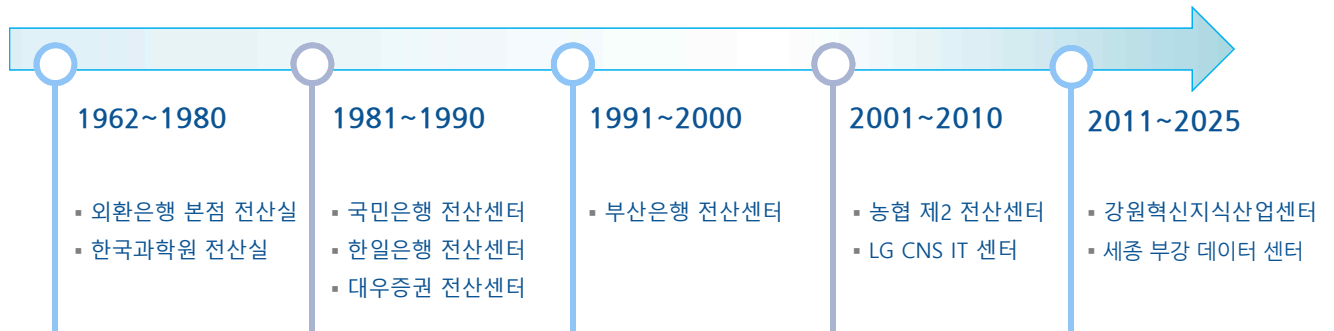 1962~1980
▪ 외환은행 본점 전산실
▪ 한국과학원 전산실
1981~1990
▪ 국민은행 전산센터
▪ 한일은행 전산센터
▪ 대우증권 전산센터
1991~2000
▪ 부산은행 전산센터
2001~2010
▪ 농협 제2 전산센터
▪ LG CNS IT 센터
2011~2025
▪ 강원혁신지식산업센터
▪ 세종 부강 데이터 센터